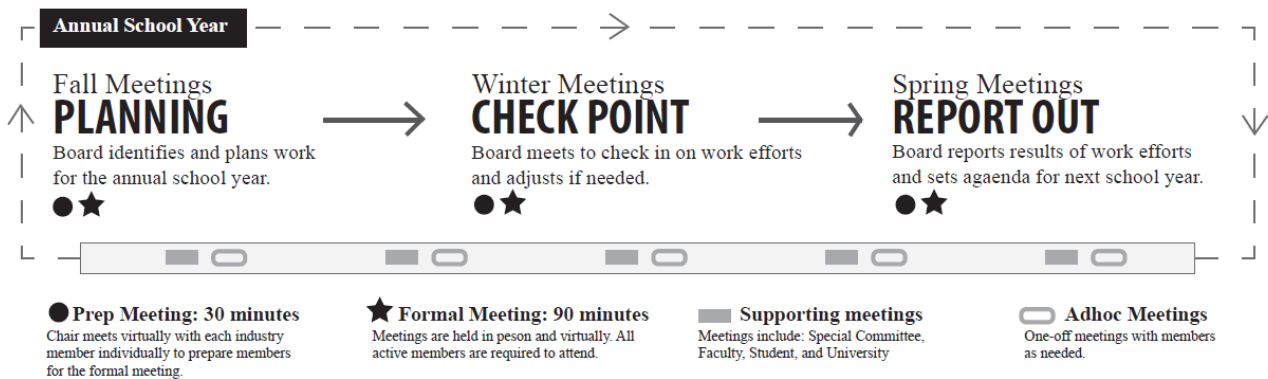 Annual School Year
Fall Meetings
PLANNING
Board identifies and plans work
for the annual school year.
Winter Meetings
CHECK POINT
Board meets to check in on work efforts
and adjusts if needed.
Spring Meetings
REPORT OUT
Board reports results of work efforts
and sets agaenda for next school year.
Prep Meeting: 30 minutes
Chair meets virtually with each industry
member individually to prepare members
for the formal meeting.
Formal Meeting: 90 minutes
Meetings are held in peson and virtually. All
active members are required to attend.
Supporting meetings
Meetings include: Special Committee,
Faculty, Student, and University
Adhoc Meetings
One-off meetings with members
as needed.